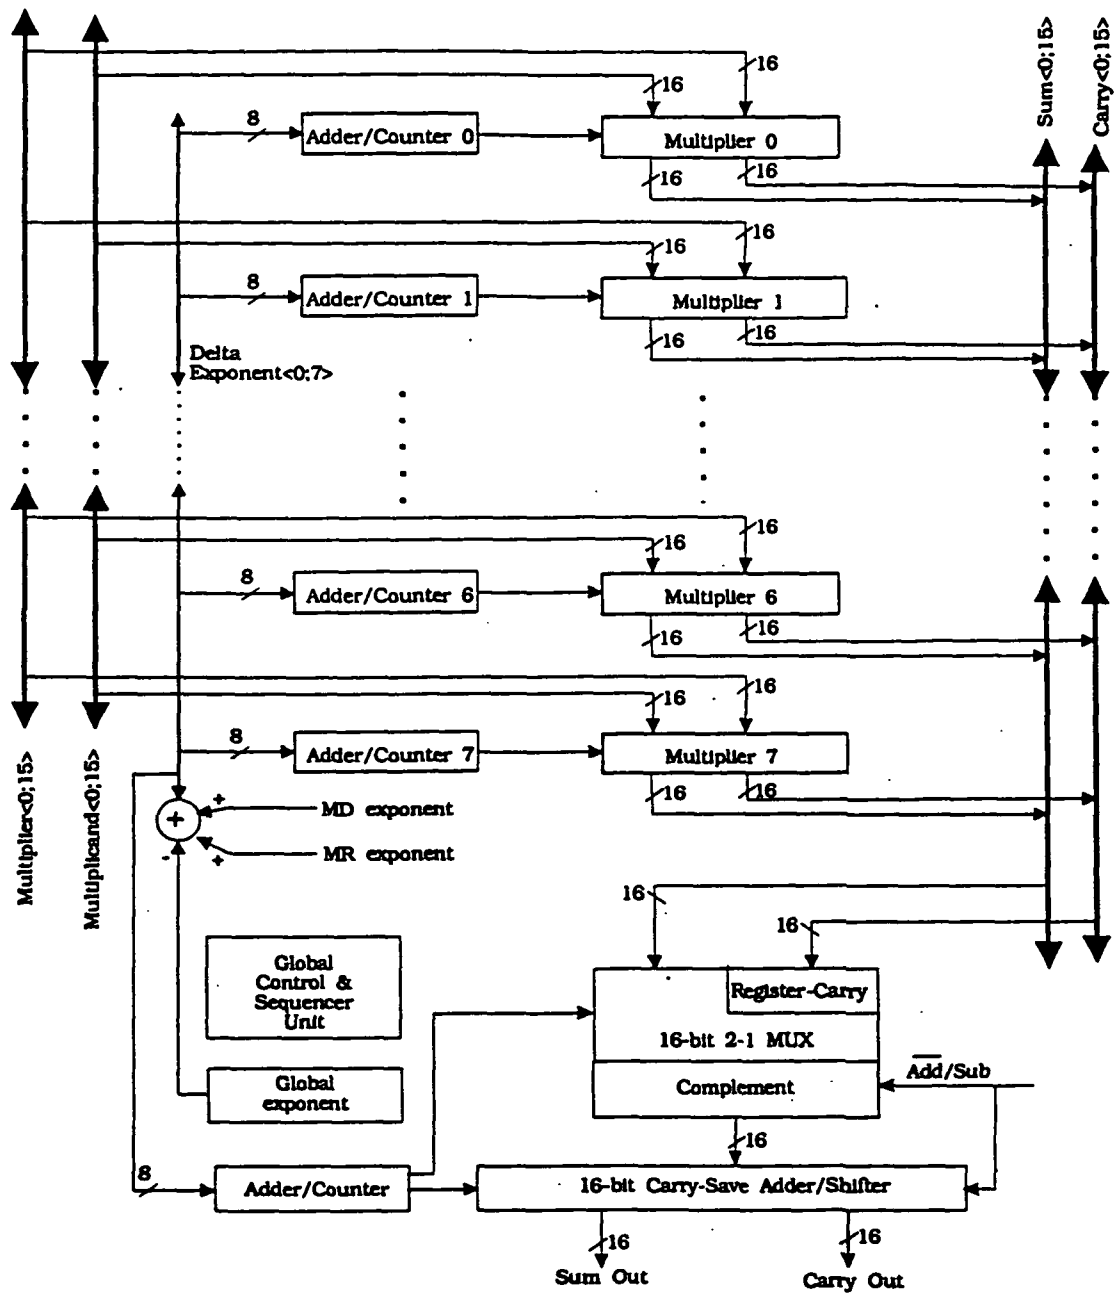 Sum<0;15>
Carry<0;15>
16
16
8
Adder/Counter 0
Multiplier 0
16
16
16
16
8
Adder/Counter 1
Multiplier 1
16
16
Delta
Exponent<0;7>
16
16
8
Adder/Counter 6
Multiplier 6
16
16
16
16
8
Adder/Counter 7
Multiplier 7
16
16
Multiplier<0;15>
Multiplicand<0;15>
+
MD exponent
+
-
+
MR exponent
16
16
Global
Control &
Sequencer
Unit
Register-Carry
16-bit 2-1 MUX
Add/Sub
Complement
Global
exponent
16
8
Adder/Counter
16-bit Carry-Save Adder/Shifter
16
16
Sum Out
Carry Out